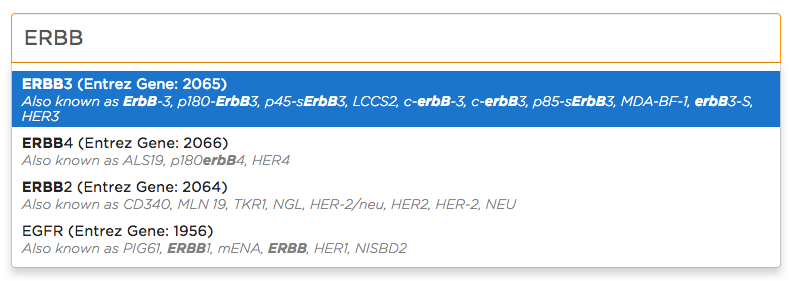 ERBB
ERBB3 (Entrez Gene: 2065)
Also known as ErbB-3, p180-ErbB3, p45-sErbB3, LCCS2, c-erbB-3, c-erbB3, p85-sErbB3, MDA-BF-1, erbB3-S,
HER3
ERBB4 (Entrez Gene: 2066)
Also known as ALS19, p180erbB4, HER4
ERBB2 (Entrez Gene: 2064)
Also known as CD340, MLN 19, TKR1, NGL, HER-2/neu, HER2, HER-2, NEU
EGFR (Entrez Gene: 1956)
Also known as PIG61, ERBB1, mENA, ERBB, HER1, NISBD2